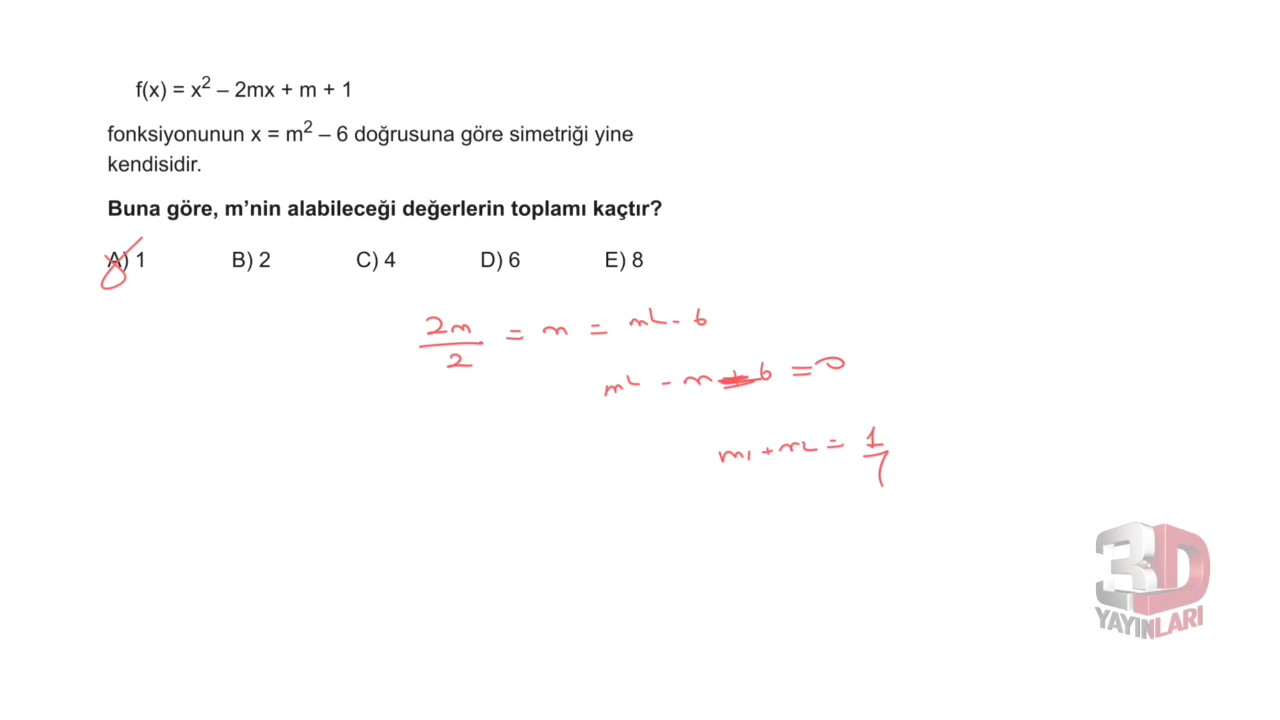 f(x) = x² – 2mx + m + 1
fonksiyonunun x = m² – 6 doğrusuna göre simetriği yine
kendisidir.
Buna göre, m’nin alabileceği değerlerin toplamı kaçtır?
A) 1 B) 2 C) 4 D) 6 E) 8
2m/2 = m = m² - 6
m² - m - 6 = 0
m1 + m2 = 1
3D
YAYINLARI